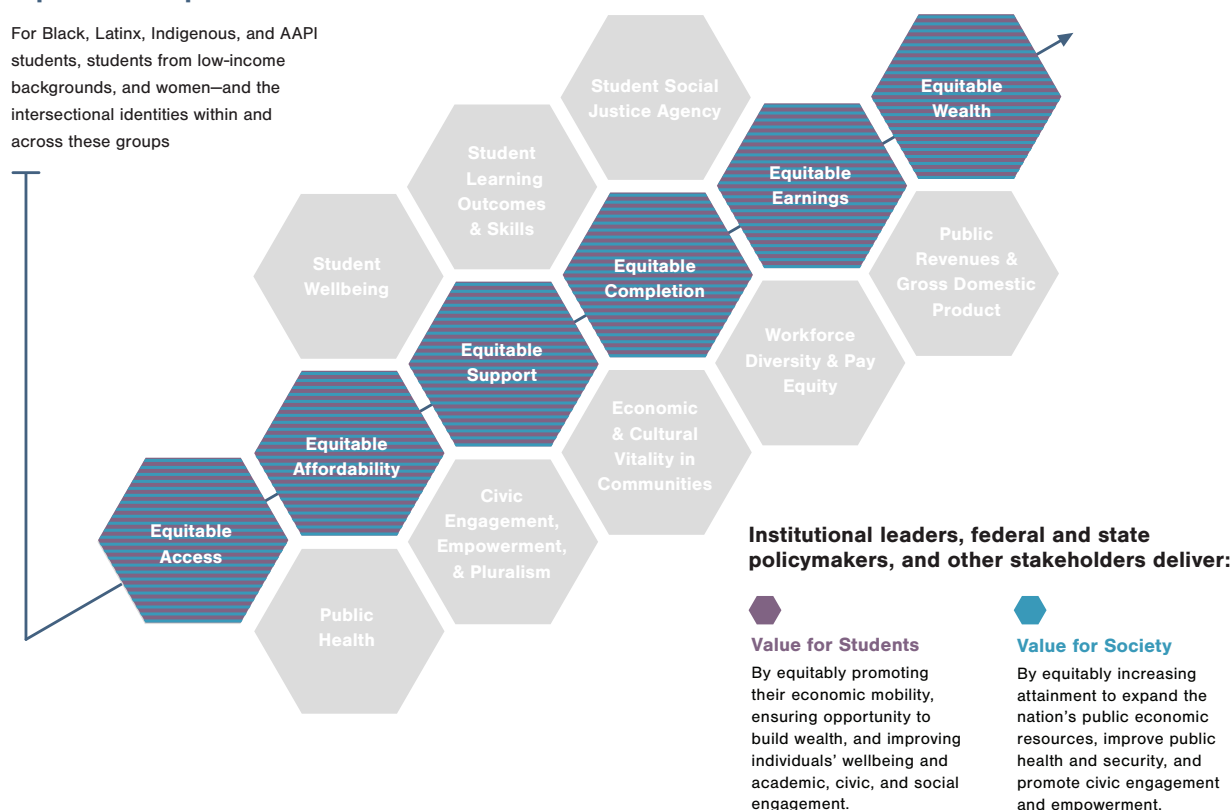 For Black, Latinx, Indigenous, and AAPI
students, students from low-income
backgrounds, and women—and the
intersectional identities within and
across these groups
Student Social
Justice Agency
Equitable
Wealth
Student
Learning
Outcomes
& Skills
Equitable
Earnings
Student
Wellbeing
Equitable
Completion
Public
Revenues &
Gross Domestic
Product
Equitable
Support
Workforce
Diversity & Pay
Equity
Equitable
Affordability
Economic
& Cultural
Vitality in
Communities
Equitable
Access
Civic
Engagement,
Empowerment,
& Pluralism
Public
Health
Institutional leaders, federal and state
policymakers, and other stakeholders deliver:
Value for Students
By equitably promoting
their economic mobility,
ensuring opportunity to
build wealth, and improving
individuals’ wellbeing and
academic, civic, and social
engagement.
Value for Society
By equitably increasing
attainment to expand the
nation’s public economic
resources, improve public
health and security, and
promote civic engagement
and empowerment.